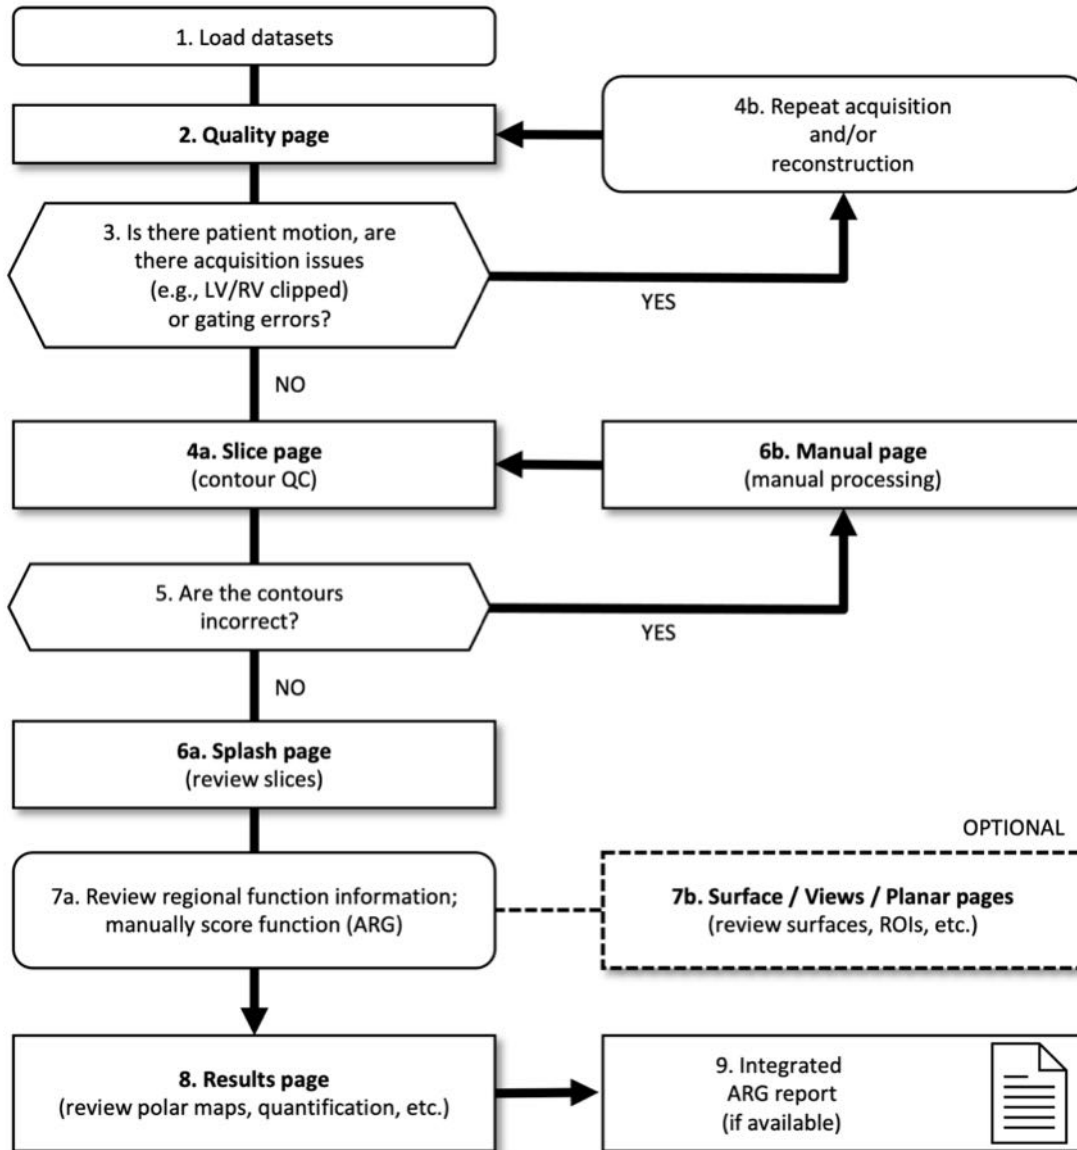 1. Load datasets
2. Quality page
4b. Repeat acquisition
and/or
reconstruction
3. Is there patient motion, are
there acquisition issues
(e.g., LV/RV clipped)
or gating errors?
YES
NO
4a. Slice page
(contour QC)
6b. Manual page
(manual processing)
5. Are the contours
incorrect?
YES
NO
6a. Splash page
(review slices)
OPTIONAL
7a. Review regional function information;
manually score function (ARG)
7b. Surface / Views / Planar pages
(review surfaces, ROIs, etc.)
8. Results page
(review polar maps, quantification, etc.)
9. Integrated
ARG report
(if available)